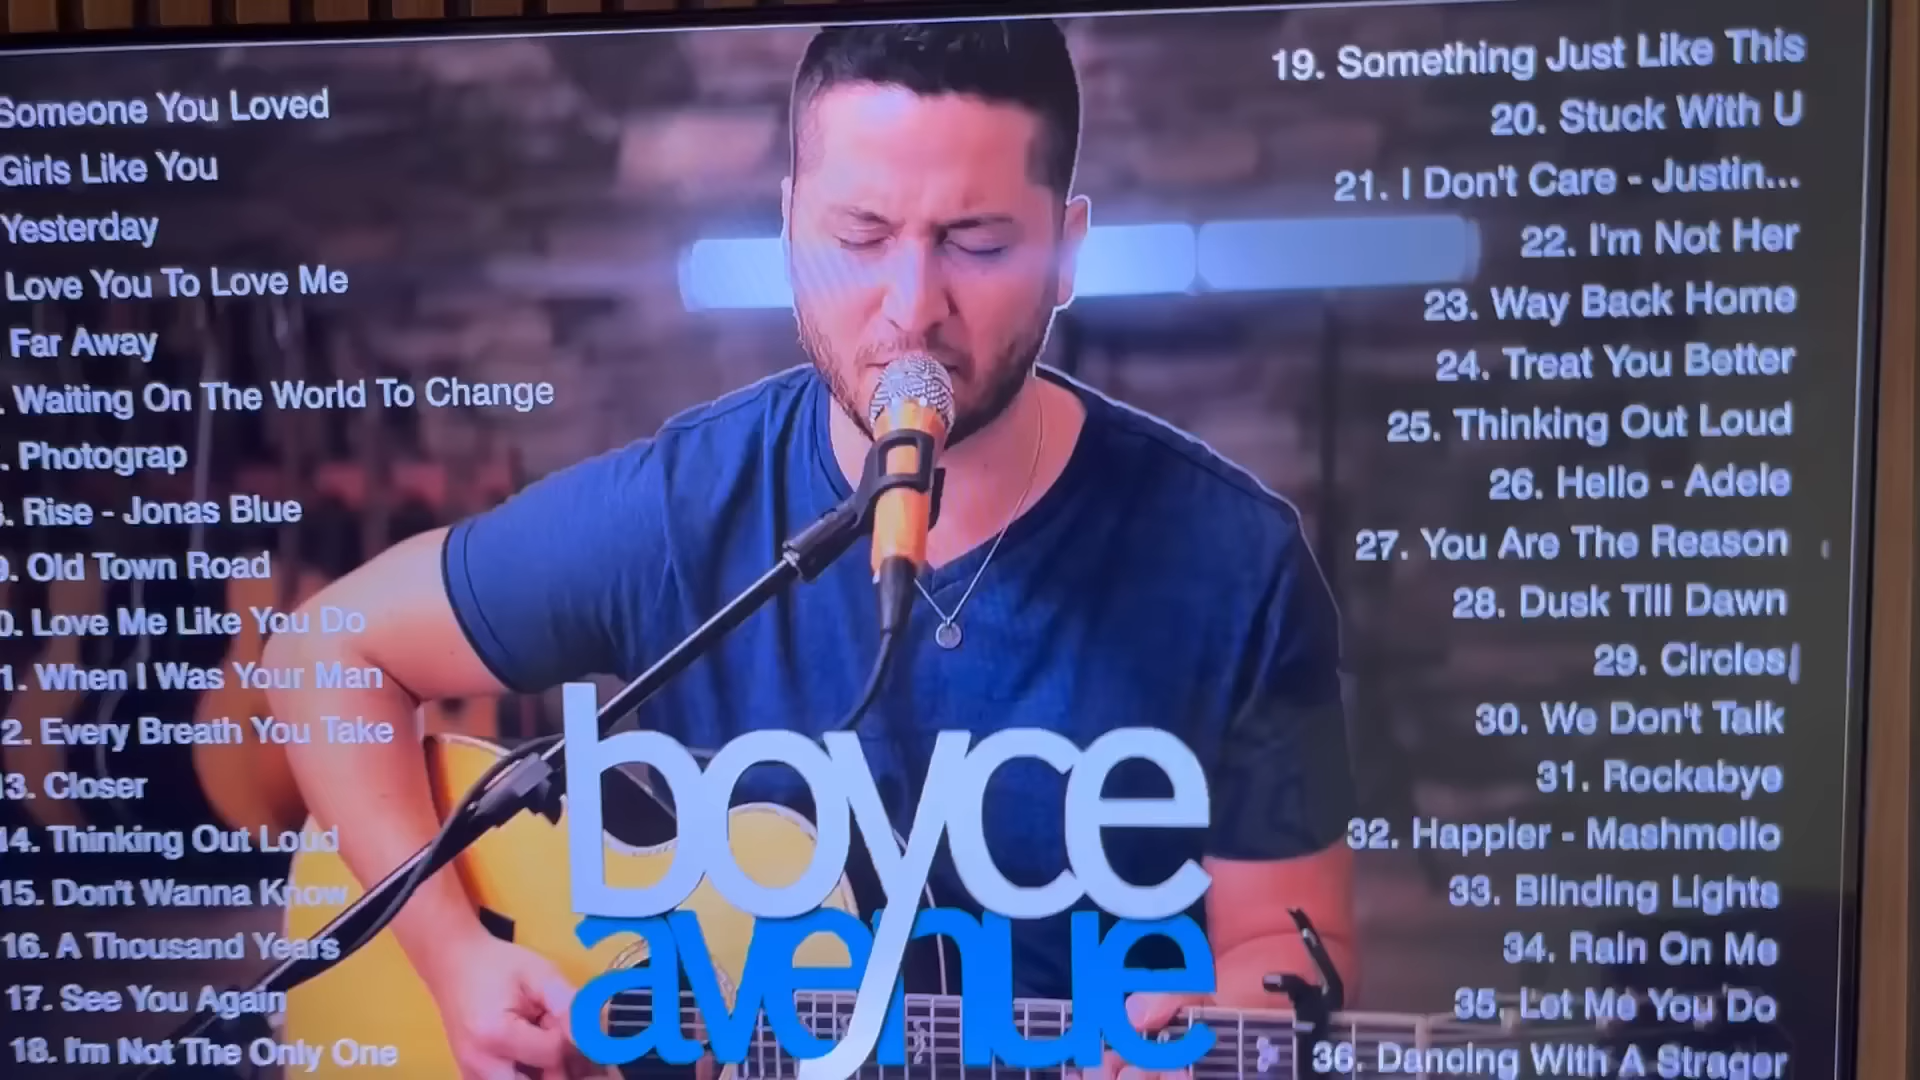 Someone You Loved
Girls Like You
Yesterday
Love You To Love Me
Far Away
. Waiting On The World To Change
. Photograp
. Rise - Jonas Blue
9. Old Town Road
0. Love Me Like You Do
1. When I Was Your Man
2. Every Breath You Take
13. Closer
14. Thinking Out Loud
15. Don't Wanna Know
16. A Thousand Years
17. See You Again
18. I'm Not The Only One
19. Something Just Like This
20. Stuck With U
21. I Don't Care - Justin...
22. I'm Not Her
23. Way Back Home
24. Treat You Better
25. Thinking Out Loud
26. Hello - Adele
27. You Are The Reason
28. Dusk Till Dawn
29. Circles|
30. We Don't Talk
31. Rockabye
32. Happier - Mashmello
33. Blinding Lights
34. Rain On Me
35. Let Me You Do
36. Dancing With A Strager
boyce
avenue